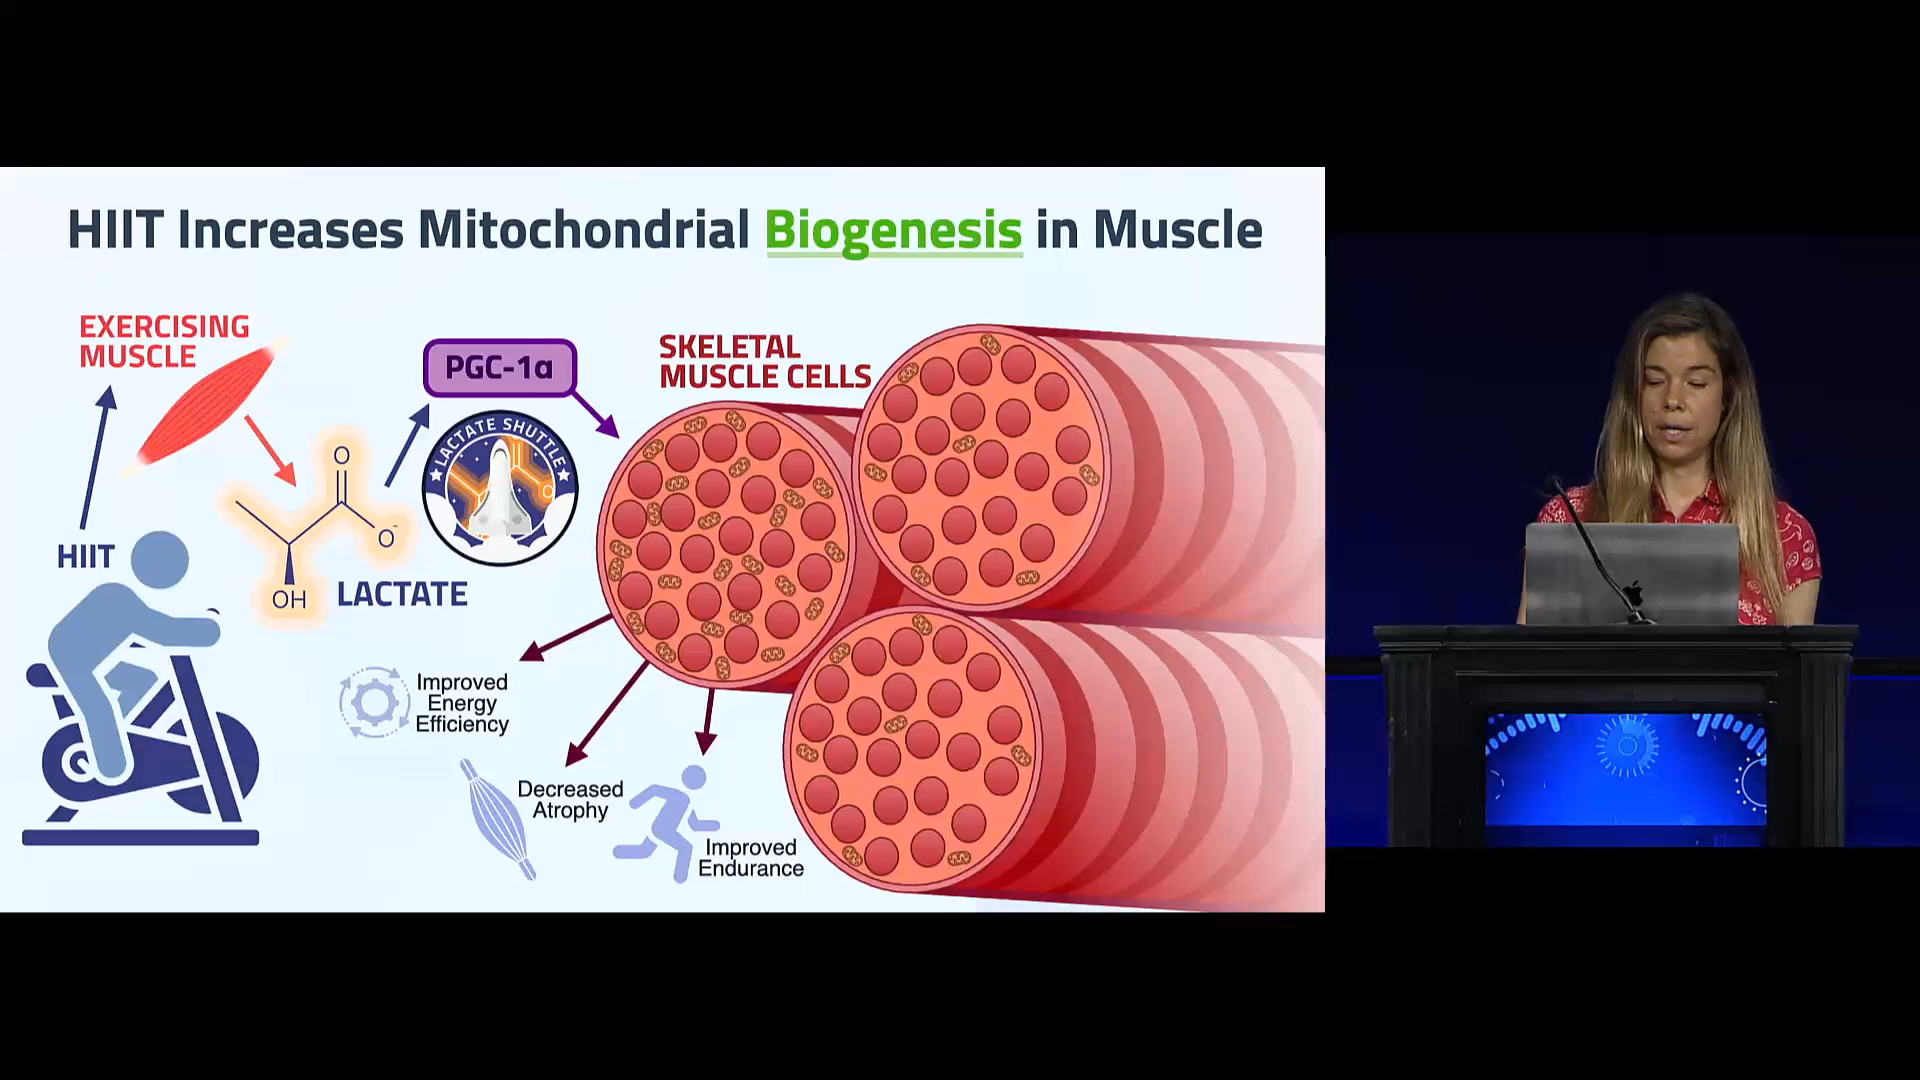 HIIT Increases Mitochondrial Biogenesis in Muscle
EXERCISING
MUSCLE
PGC-1α
SKELETAL
MUSCLE CELLS
LACTATE SHUTTLE
O
O-
OH
HIIT
LACTATE
Improved
Energy
Efficiency
Decreased
Atrophy
Improved
Endurance